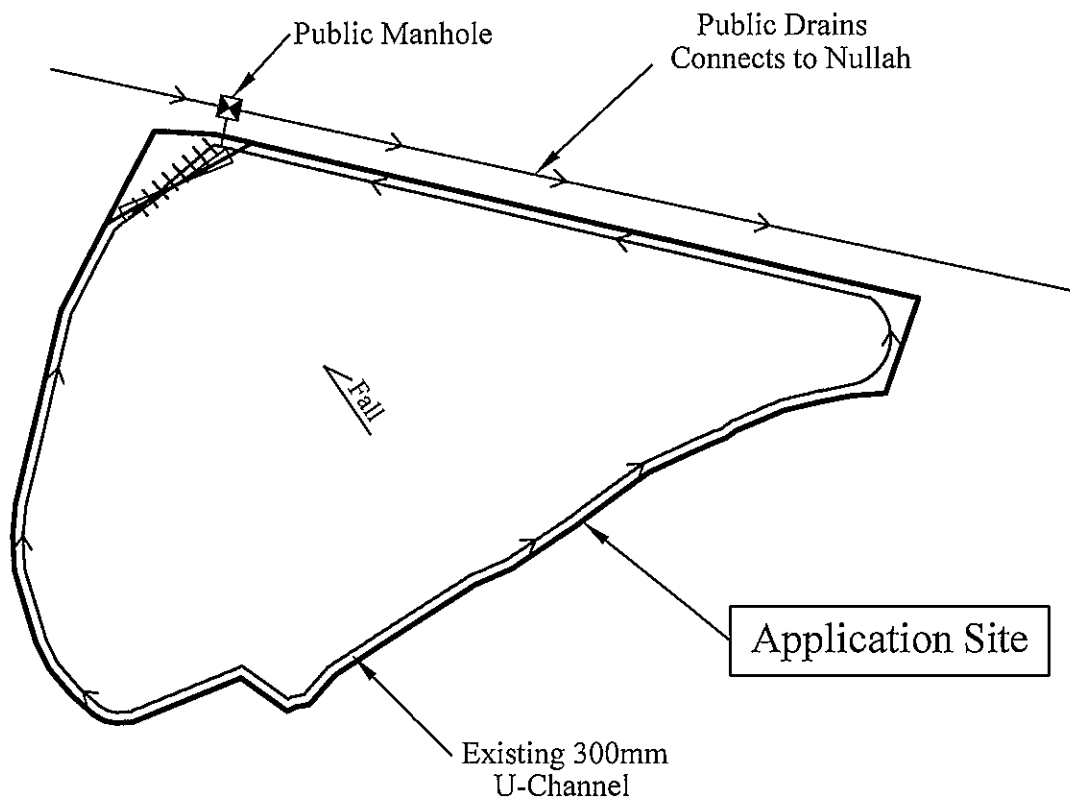 Public Manhole
Public Drains
Connects to Nullah
Fall
Application Site
Existing 300mm
U-Channel